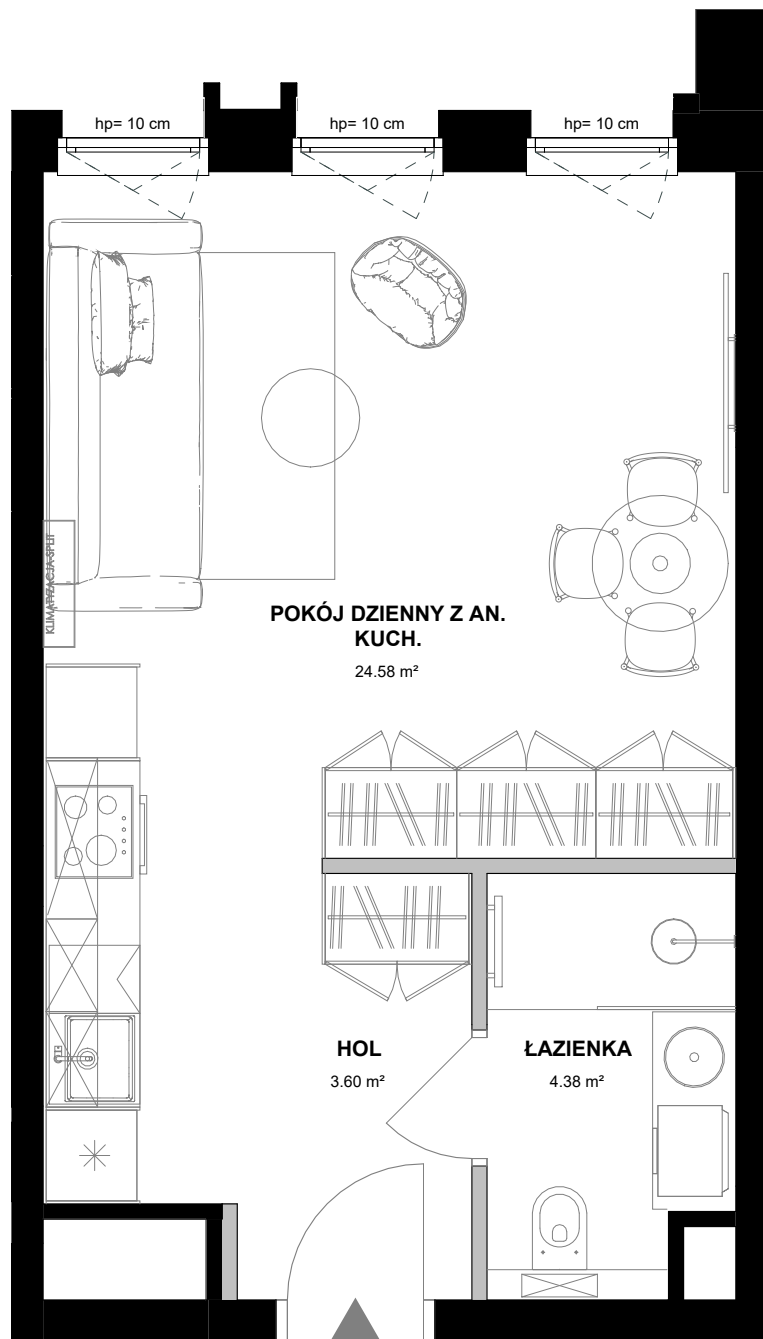 hp= 10 cm hp= 10 cm hp= 10 cm
KLIMATYZACJA-SPLIT
POKÓJ DZIENNY Z AN.
KUCH.
24.58 m²
HOL
3.60 m²
ŁAZIENKA
4.38 m²